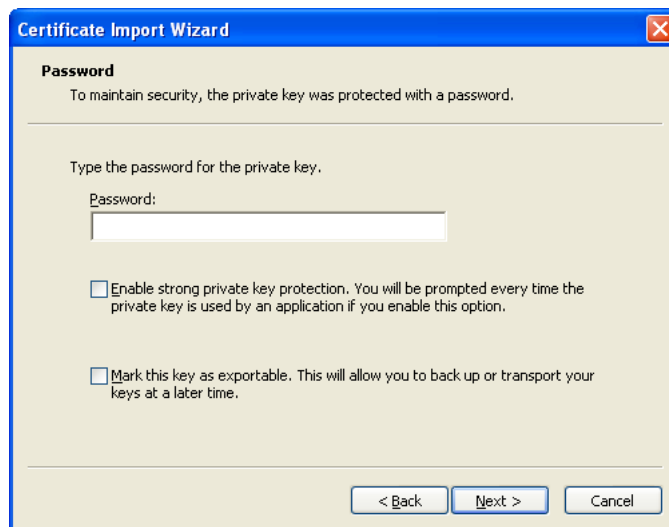 Certificate Import Wizard
Password
To maintain security, the private key was protected with a password.
Type the password for the private key.
Password:
Enable strong private key protection. You will be prompted every time the
private key is used by an application if you enable this option.
Mark this key as exportable. This will allow you to back up or transport your
keys at a later time.
< Back Next > Cancel